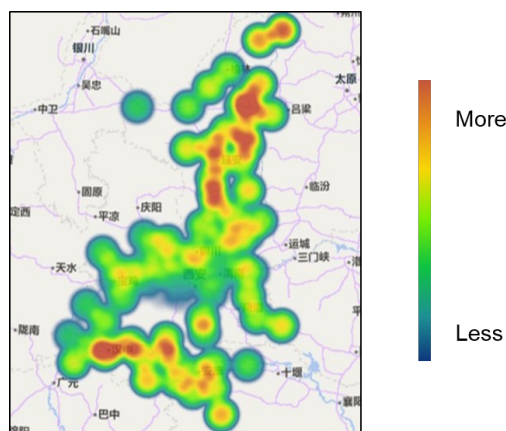 石嘴山
银川
吴忠
中卫
太原
吕梁
固原
临汾
定西
平凉
庆阳
运城
三门峡
天水
西安
陇南
十堰
广元
巴中
襄阳
More
Less